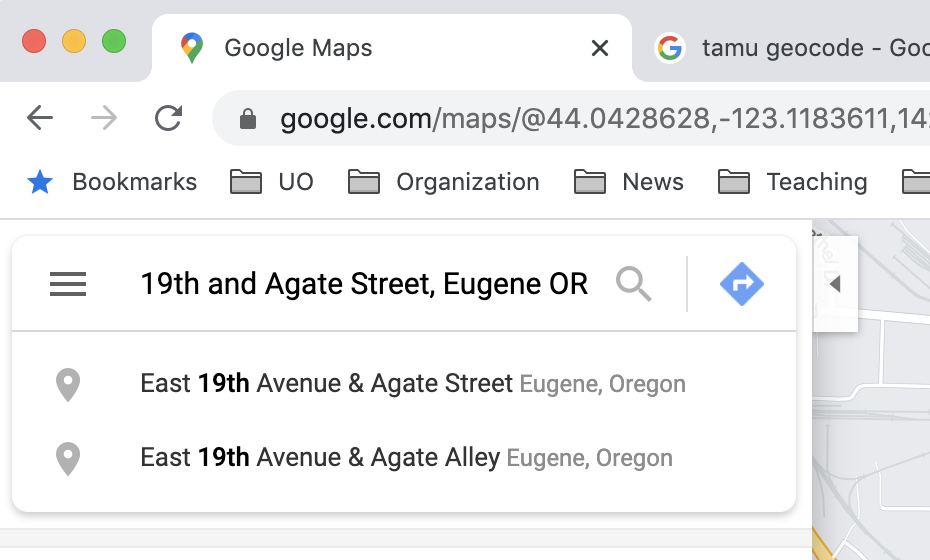 Google Maps
tamu geocode - Goo
google.com/maps/@44.0428628,-123.1183611,14
Bookmarks UO Organization News Teaching
19th and Agate Street, Eugene OR
East 19th Avenue & Agate Street Eugene, Oregon
East 19th Avenue & Agate Alley Eugene, Oregon